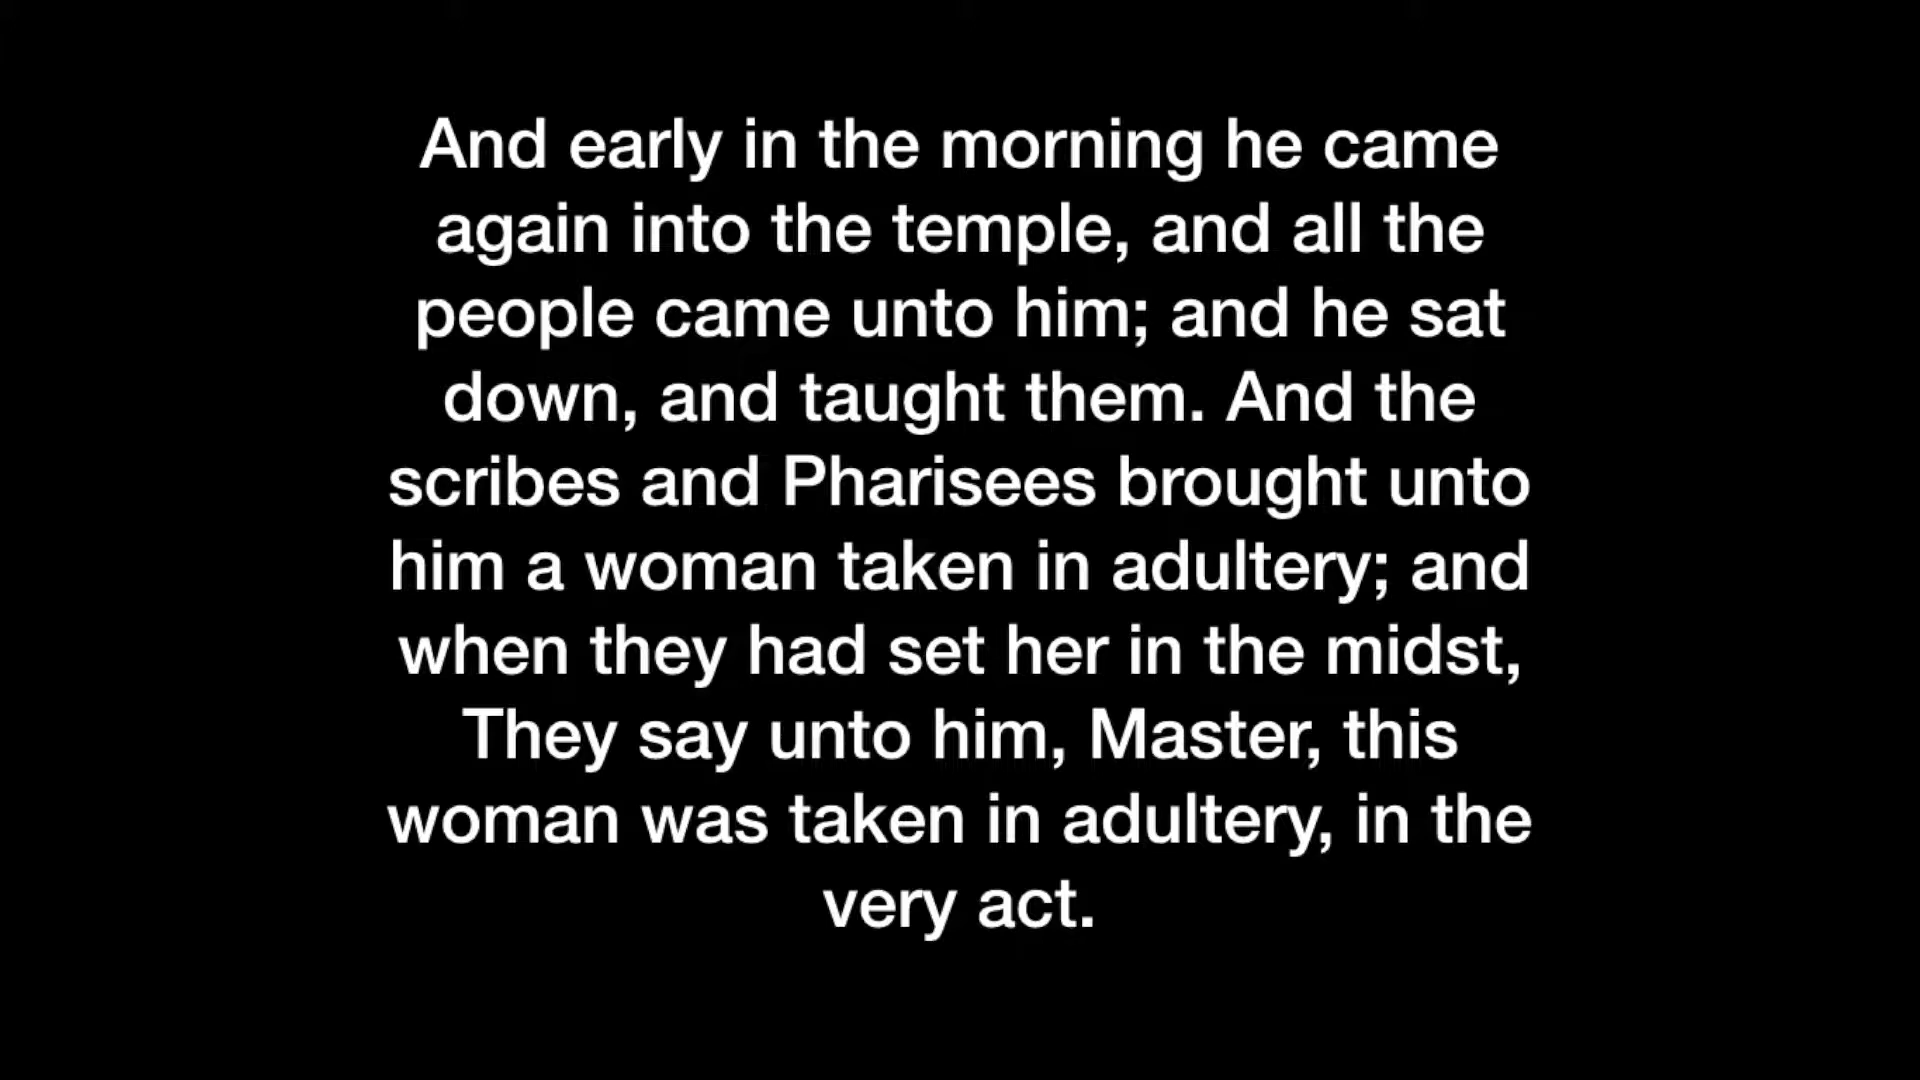 And early in the morning he came
again into the temple, and all the
people came unto him; and he sat
down, and taught them. And the
scribes and Pharisees brought unto
him a woman taken in adultery; and
when they had set her in the midst,
They say unto him, Master, this
woman was taken in adultery, in the
very act.